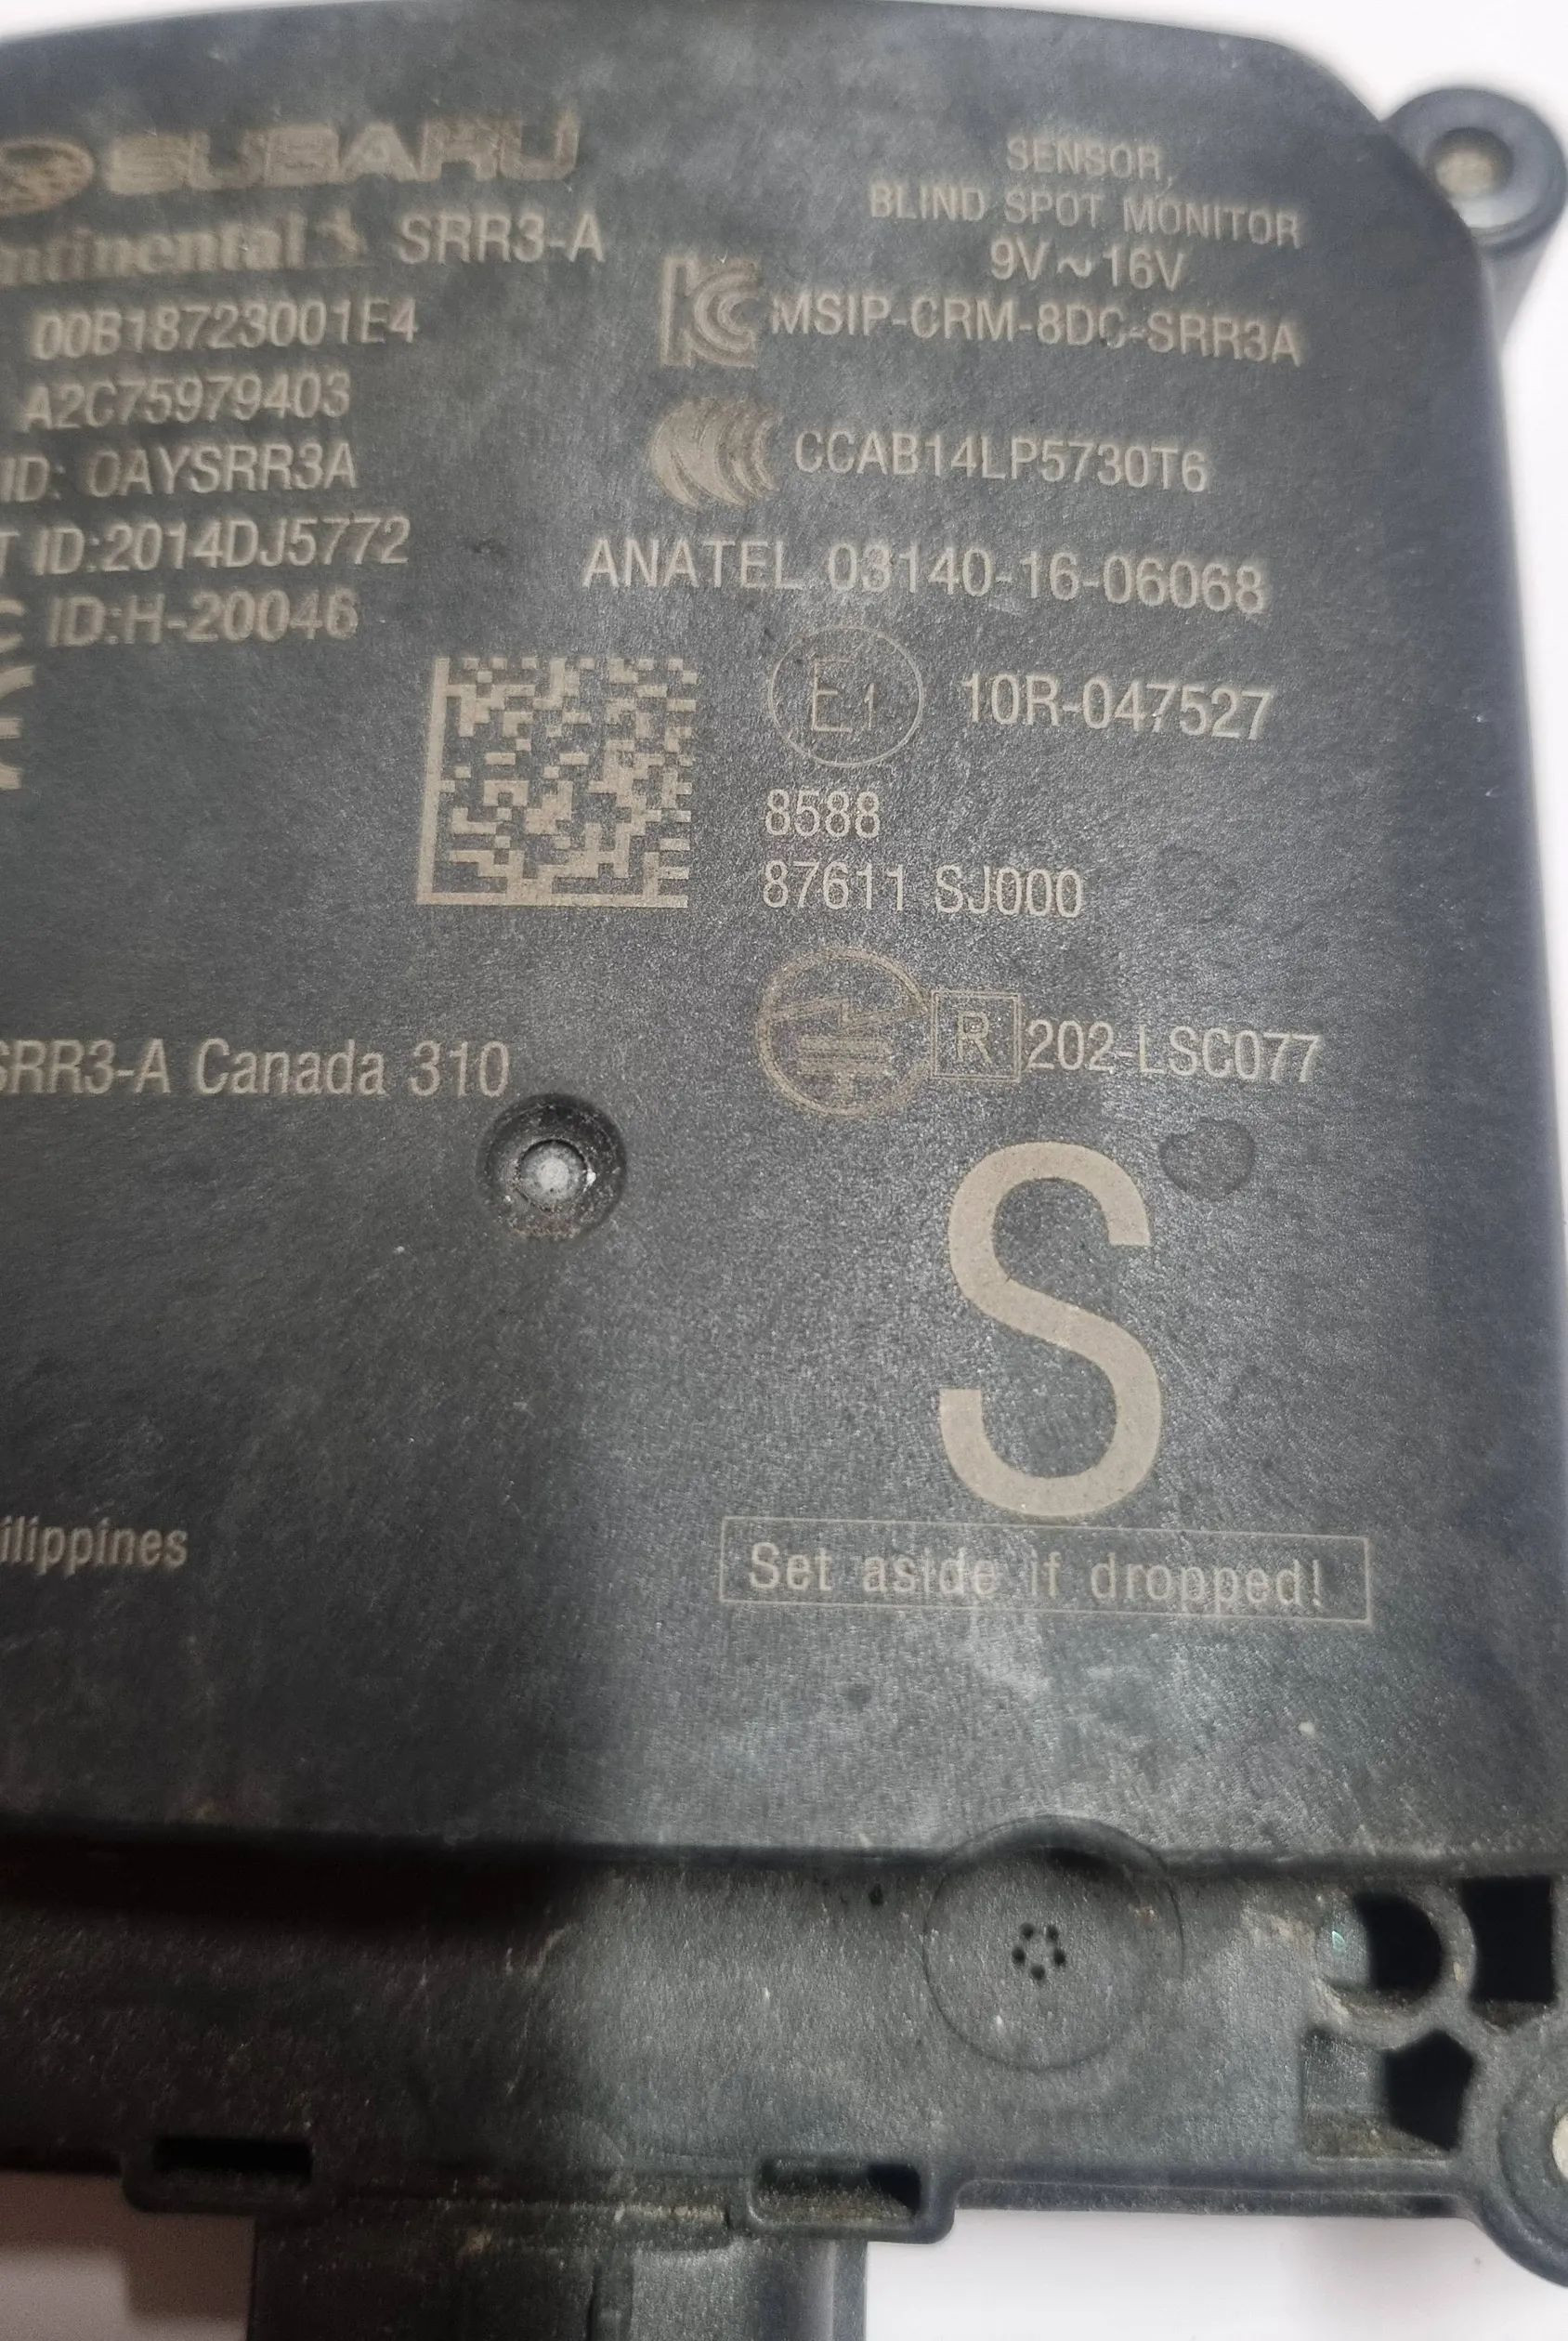 SUBARU
ntinental SRR3-A
00B18723001E4
A2C75979403
ID: OAYSRR3A
T ID:2014DJ5772
ID:H-20046
SENSOR,
BLIND SPOT MONITOR
9V~16V
KC MSIP-CRM-8DC-SRR3A
CCAB14LP5730T6
ANATEL 03140-16-06068
E1 10R-047527
8588
87611 SJ000
R 202-LSC077
SRR3-A Canada 310
S
ilippines
Set aside if dropped!